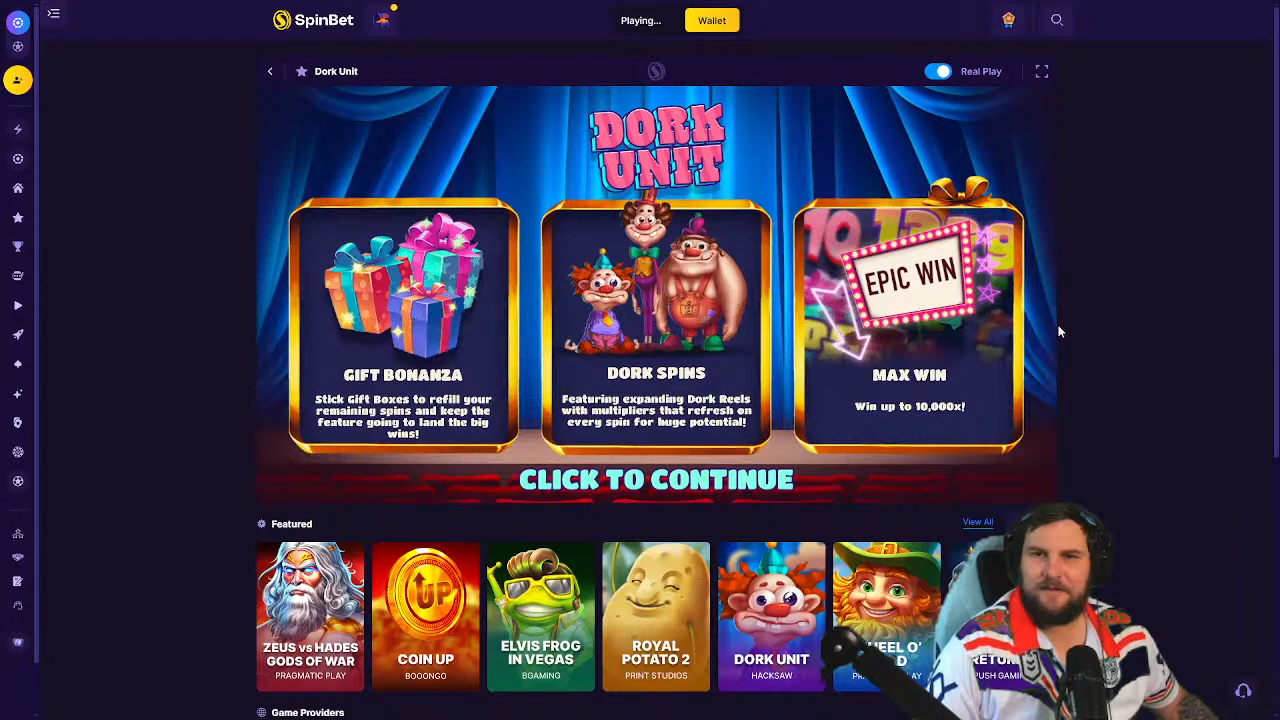 SpinBet
Playing...
Wallet
Dork Unit
Real Play
DORK
UNIT
EPIC WIN
GIFT BONANZA
Stick Gift Boxes to refill your
remaining spins and keep the
feature going to land the big
wins!
DORK SPINS
Featuring expanding Dork Reels
with multipliers that refresh on
every spin for huge potential!
MAX WIN
Win up to 10,000x!
CLICK TO CONTINUE
Featured
View All
ZEUS vs HADES
GODS OF WAR
PRAGMATIC PLAY
UP
COIN UP
BOOONGO
ELVIS FROG
IN VEGAS
BGAMING
ROYAL
POTATO 2
PRINT STUDIOS
DORK UNIT
HACKSAW
Game Providers